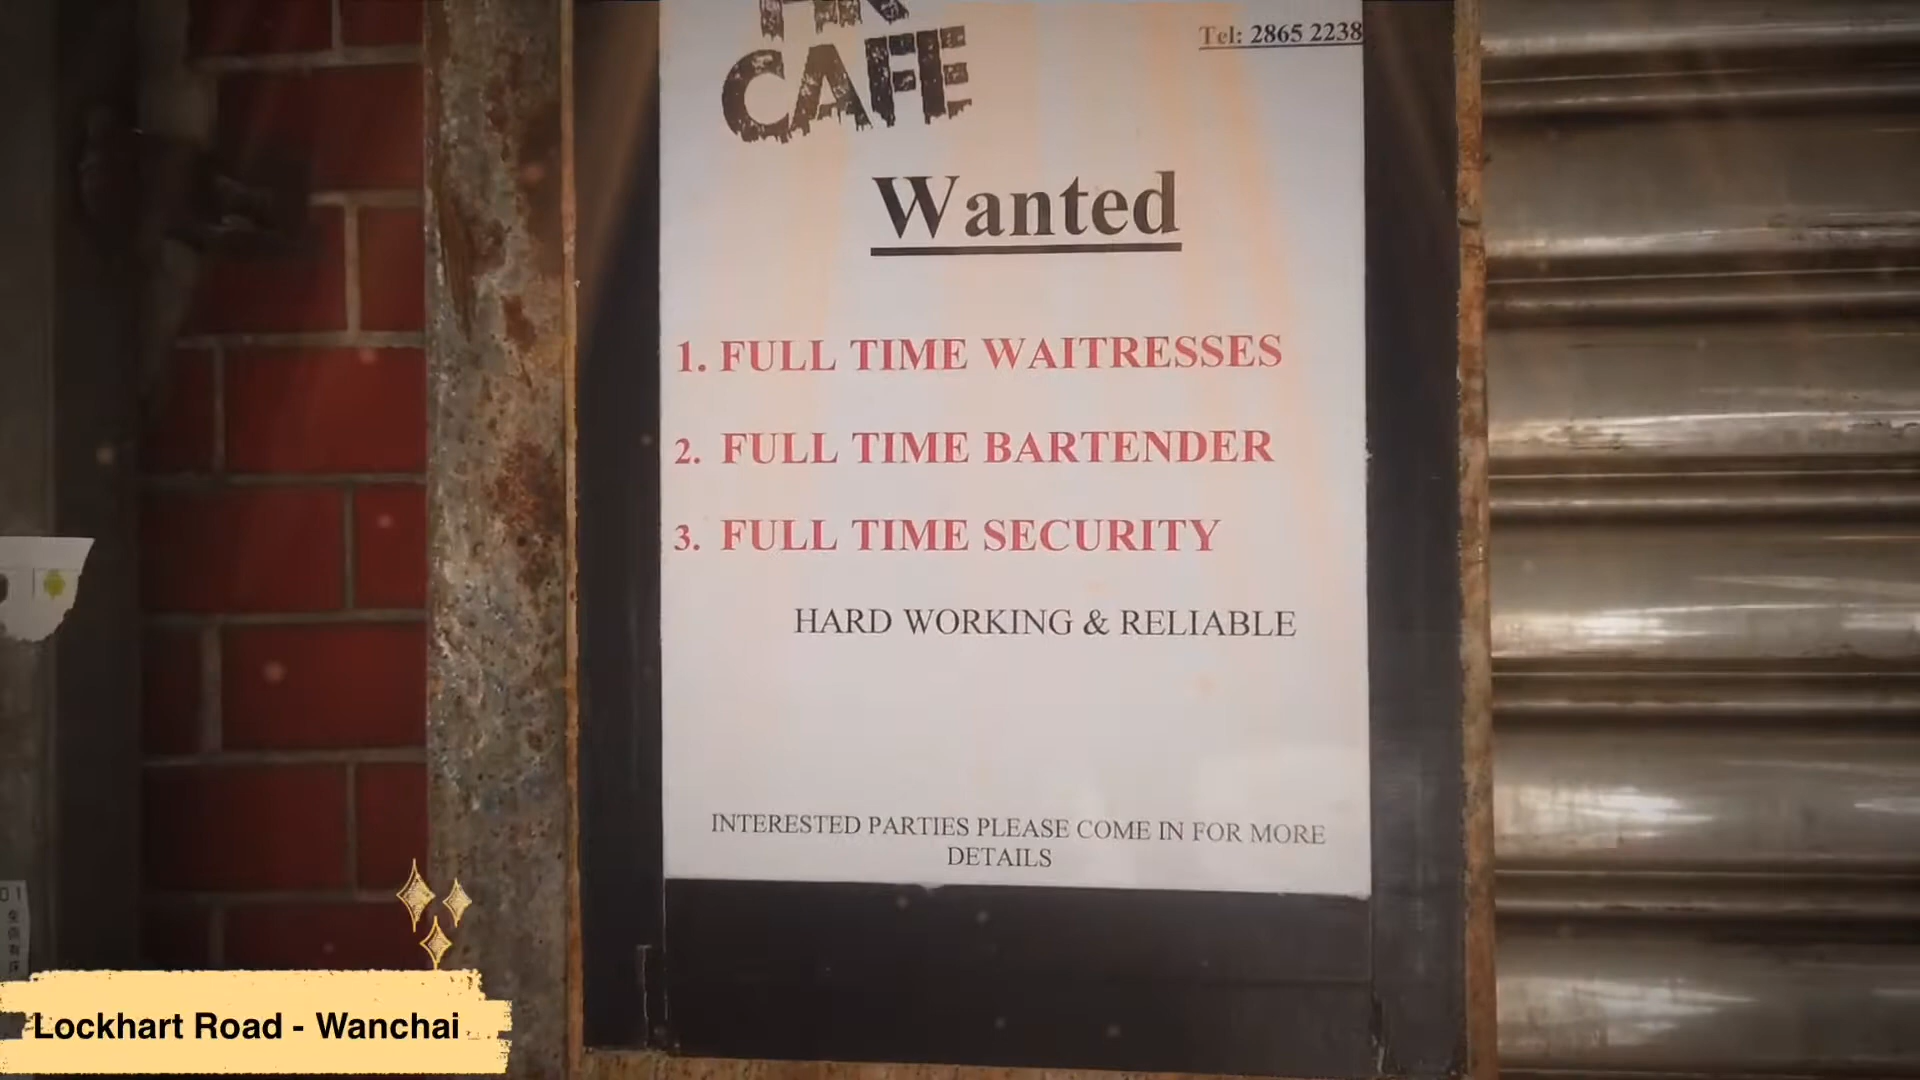 CAFE
Tel: 2865 2238
Wanted
1. FULL TIME WAITRESSES
2. FULL TIME BARTENDER
3. FULL TIME SECURITY
HARD WORKING & RELIABLE
INTERESTED PARTIES PLEASE COME IN FOR MORE
DETAILS
Lockhart Road - Wanchai